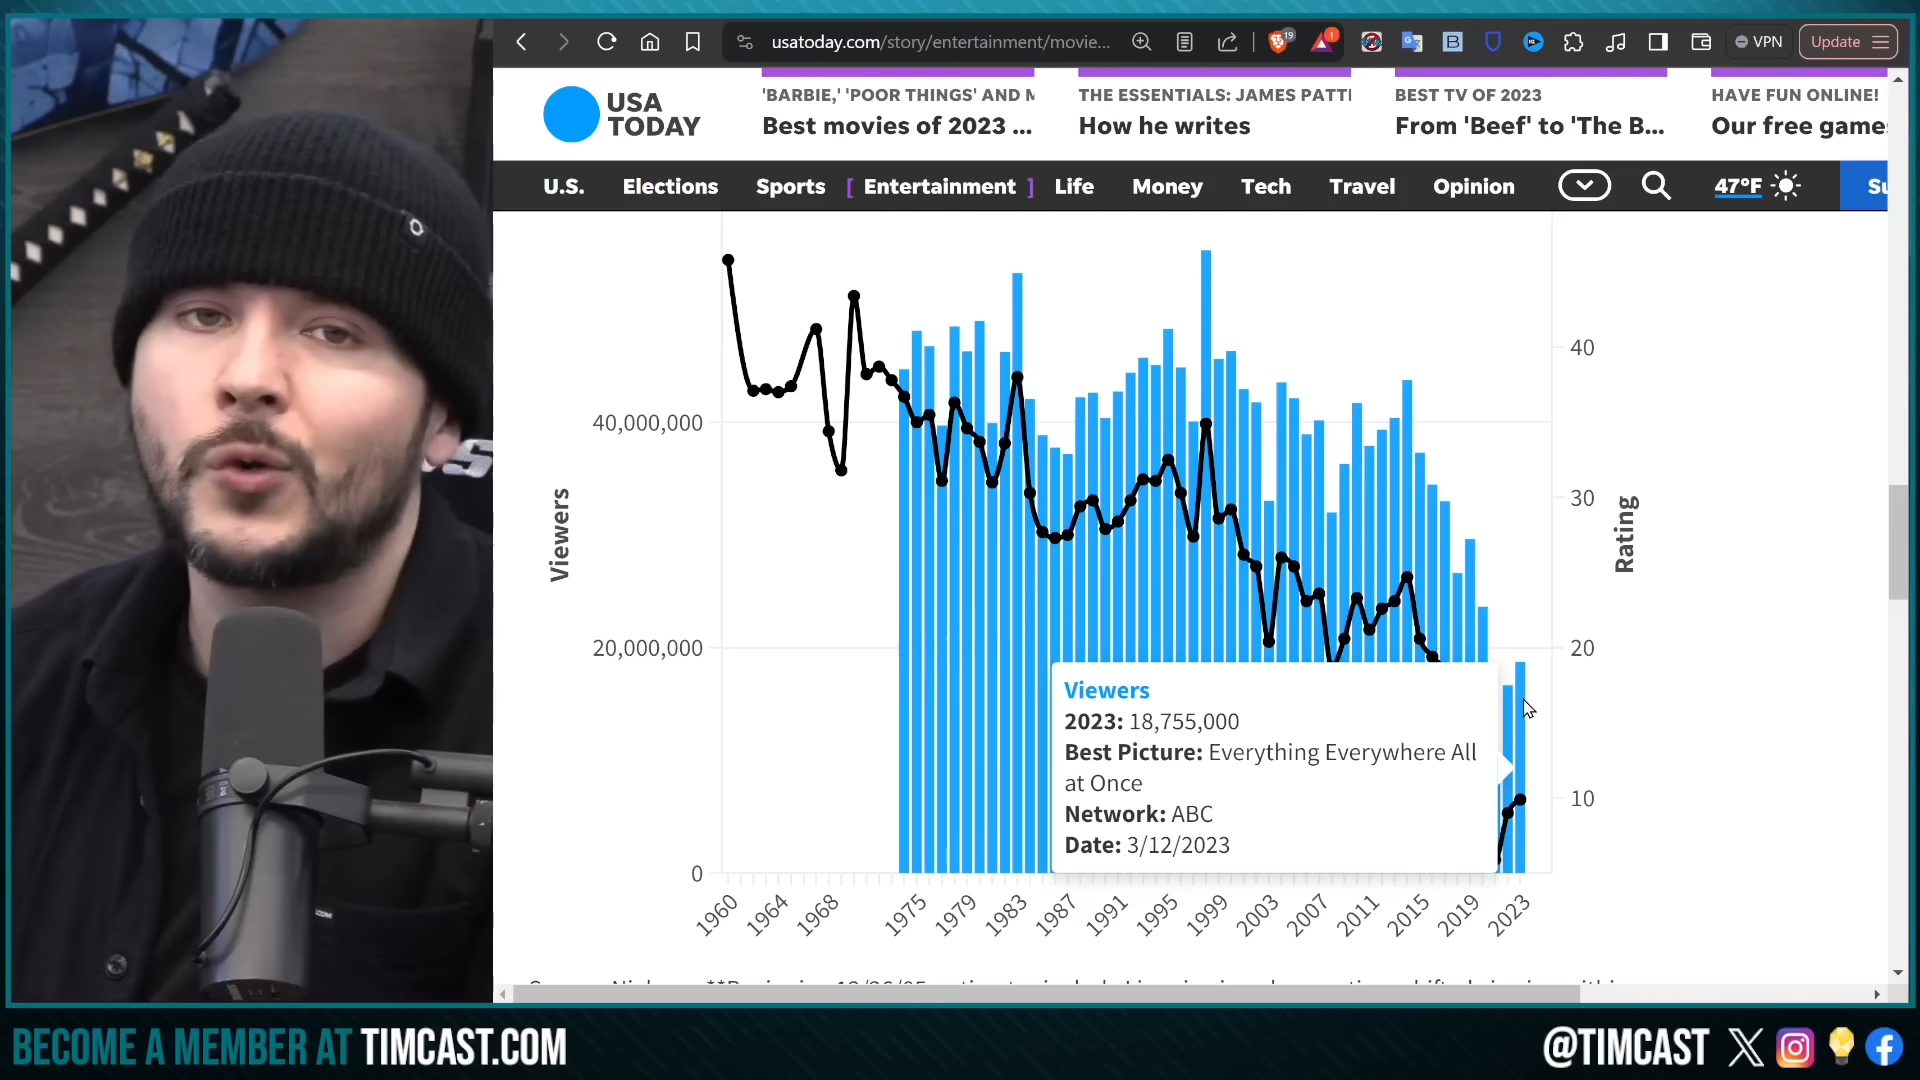 usatoday.com/story/entertainment/movie...
19
1
VPN
Update
USA
TODAY
'BARBIE,' 'POOR THINGS' AND
Best movies of 2023 ...
THE ESSENTIALS: JAMES PATT
How he writes
BEST TV OF 2023
From 'Beef' to 'The B...
HAVE FUN ONLINE!
Our free game
U.S.
Elections
Sports
[ Entertainment ]
Life
Money
Tech
Travel
Opinion
47°F
Su
40,000,000
20,000,000
0
Viewers
40
30
20
10
Rating
Viewers
2023: 18,755,000
Best Picture: Everything Everywhere All
at Once
Network: ABC
Date: 3/12/2023
1960
1964
1968
1975
1979
1983
1987
1991
1995
1999
2003
2007
2011
2015
2019
2023
BECOME A MEMBER AT TIMCAST.COM
@TIMCAST